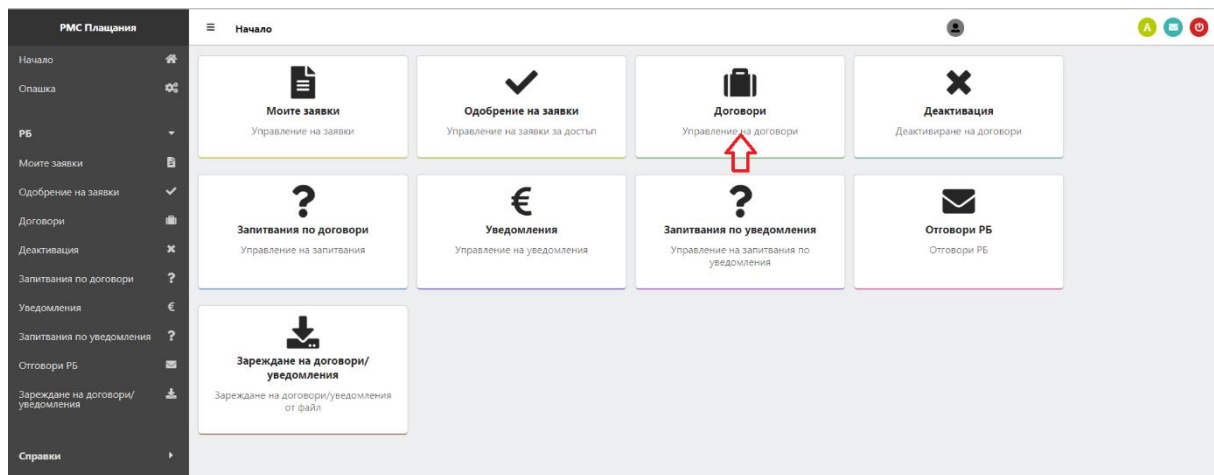 РМС Плащания
Начало
Опашка
РБ
Моите заявки
Одобрение на заявки
Договори
Деактивация
Запитвания по договори
Уведомления
Запитвания по уведомления
Отговори РБ
Зареждане на договори/
уведомления
Справки
Начало
A
Моите заявки
Управление на заявки
Одобрение на заявки
Управление на заявки за достъп
Договори
Управление на договори
Деактивация
Деактивиране на договори
Запитвания по договори
Управление на запитвания
Уведомления
Управление на уведомления
Запитвания по уведомления
Управление на запитвания по
уведомления
Отговори РБ
Отговори РБ
Зареждане на договори/
уведомления
Зареждане на договори/уведомления
от файл